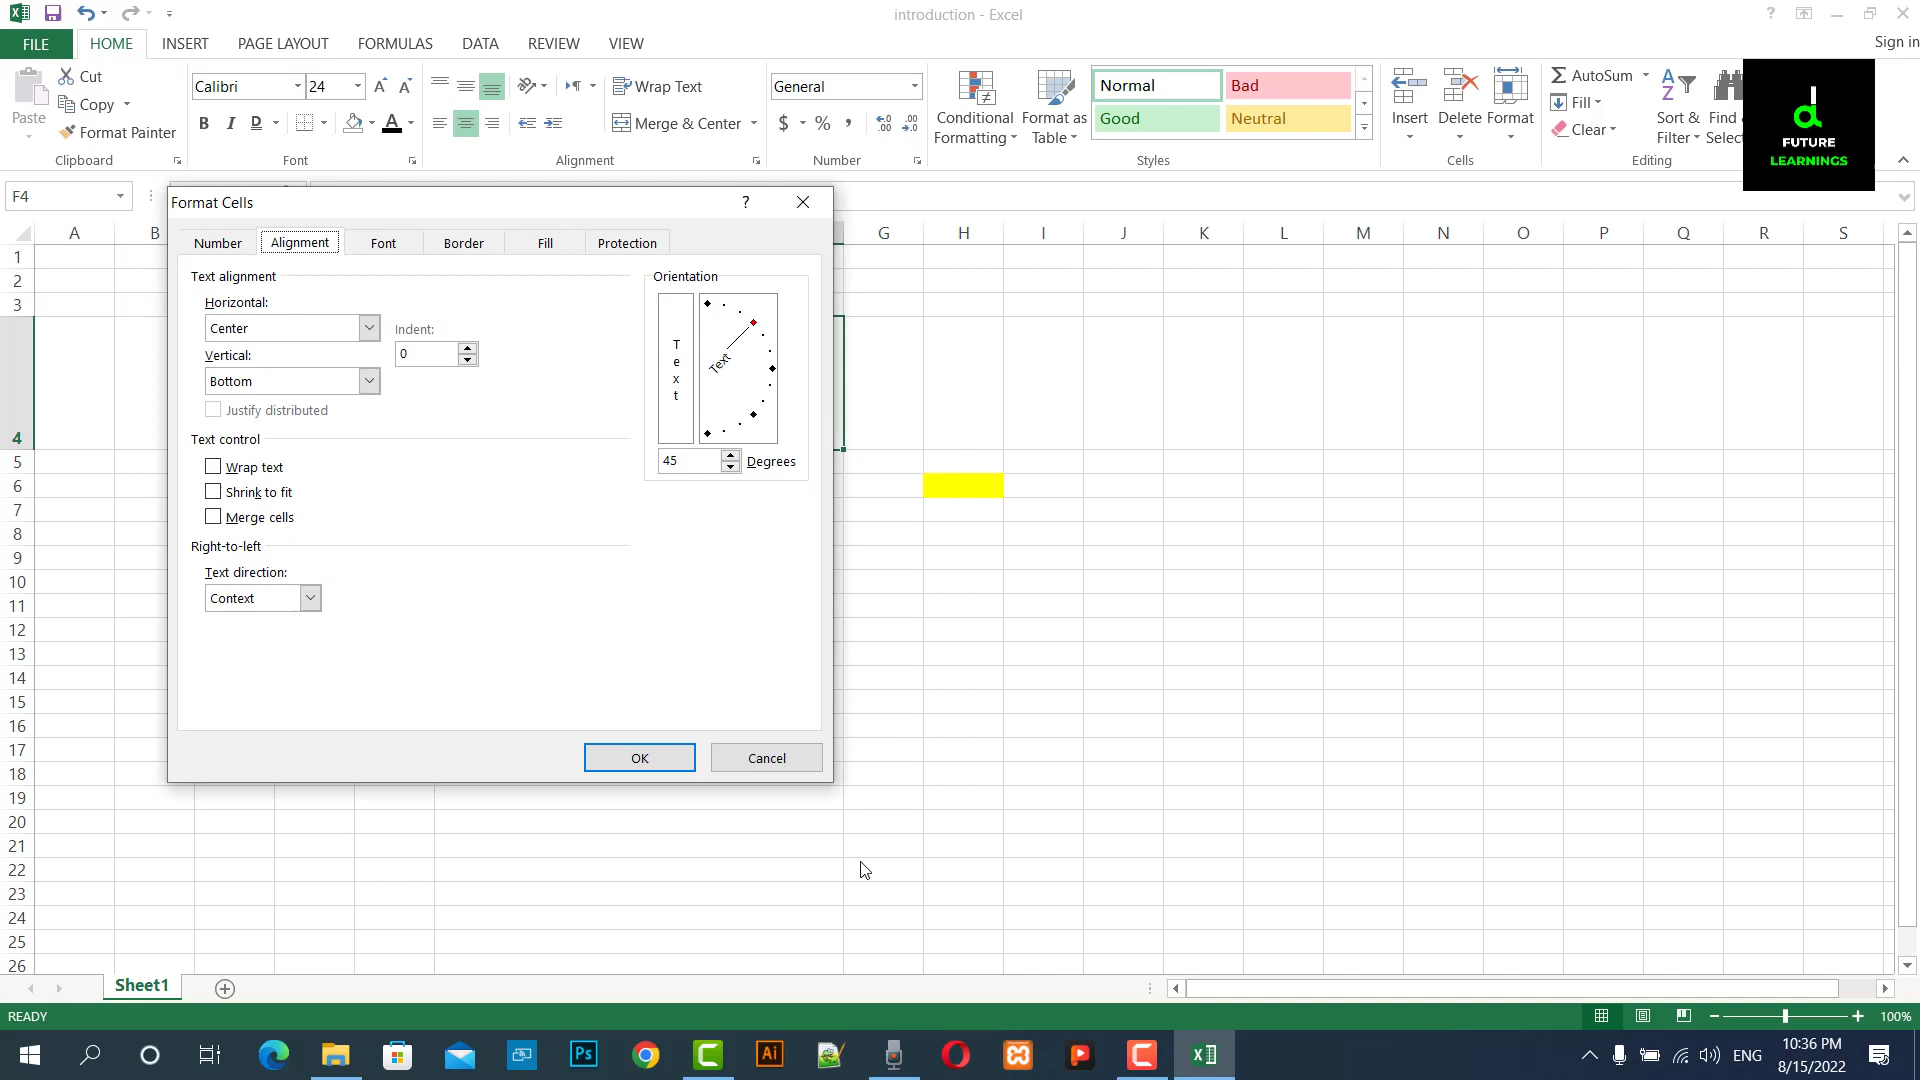 introduction - Excel
?
FILE
HOME
INSERT
PAGE LAYOUT
FORMULAS
DATA
REVIEW
VIEW
Sign in
Paste
Cut
Copy
Format Painter
Clipboard
Calibri
24
B
I
D
A
Font
Wrap Text
Merge & Center
Alignment
General
$
%
Number
Conditional
Formatting
Format as
Table
Normal
Bad
Good
Neutral
Styles
Insert
Delete
Format
Cells
AutoSum
Fill
Clear
Sort &
Filter
Find
Select
Editing
FUTURE
LEARNINGS
F4
Format Cells
?
Number
Alignment
Font
Border
Fill
Protection
Text alignment
Horizontal:
Center
Indent:
0
Vertical:
Bottom
Justify distributed
Text control
Wrap text
Shrink to fit
Merge cells
Right-to-left
Text direction:
Context
Orientation
Text
Text
45
Degrees
OK
Cancel
A
B
G
H
I
J
K
L
M
N
O
P
Q
R
S
1
2
3
4
5
6
7
8
9
10
11
12
13
14
15
16
17
18
19
20
21
22
23
24
25
26
Sheet1
READY
100%
Ps
Ai
ENG
10:36 PM
8/15/2022